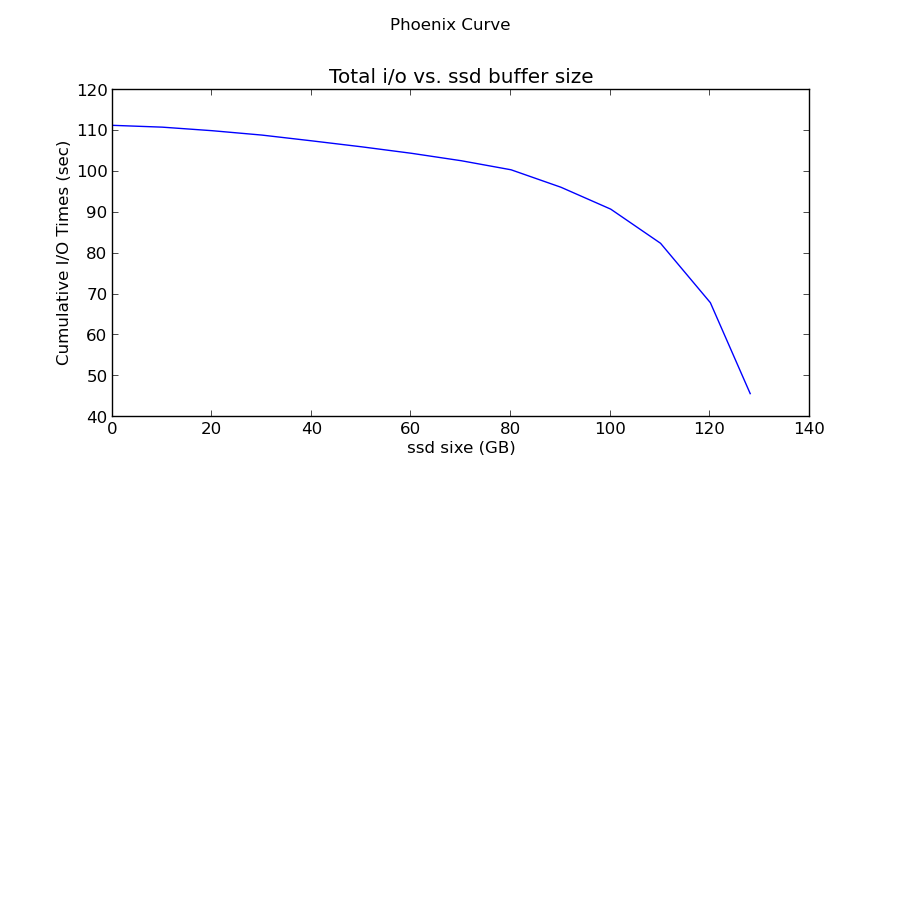 Phoenix Curve
Total i/o vs. ssd buffer size
120
110
100
90
80
70
60
50
40
Cumulative I/O Times (sec)
0 20 40 60 80 100 120 140
ssd sixe (GB)